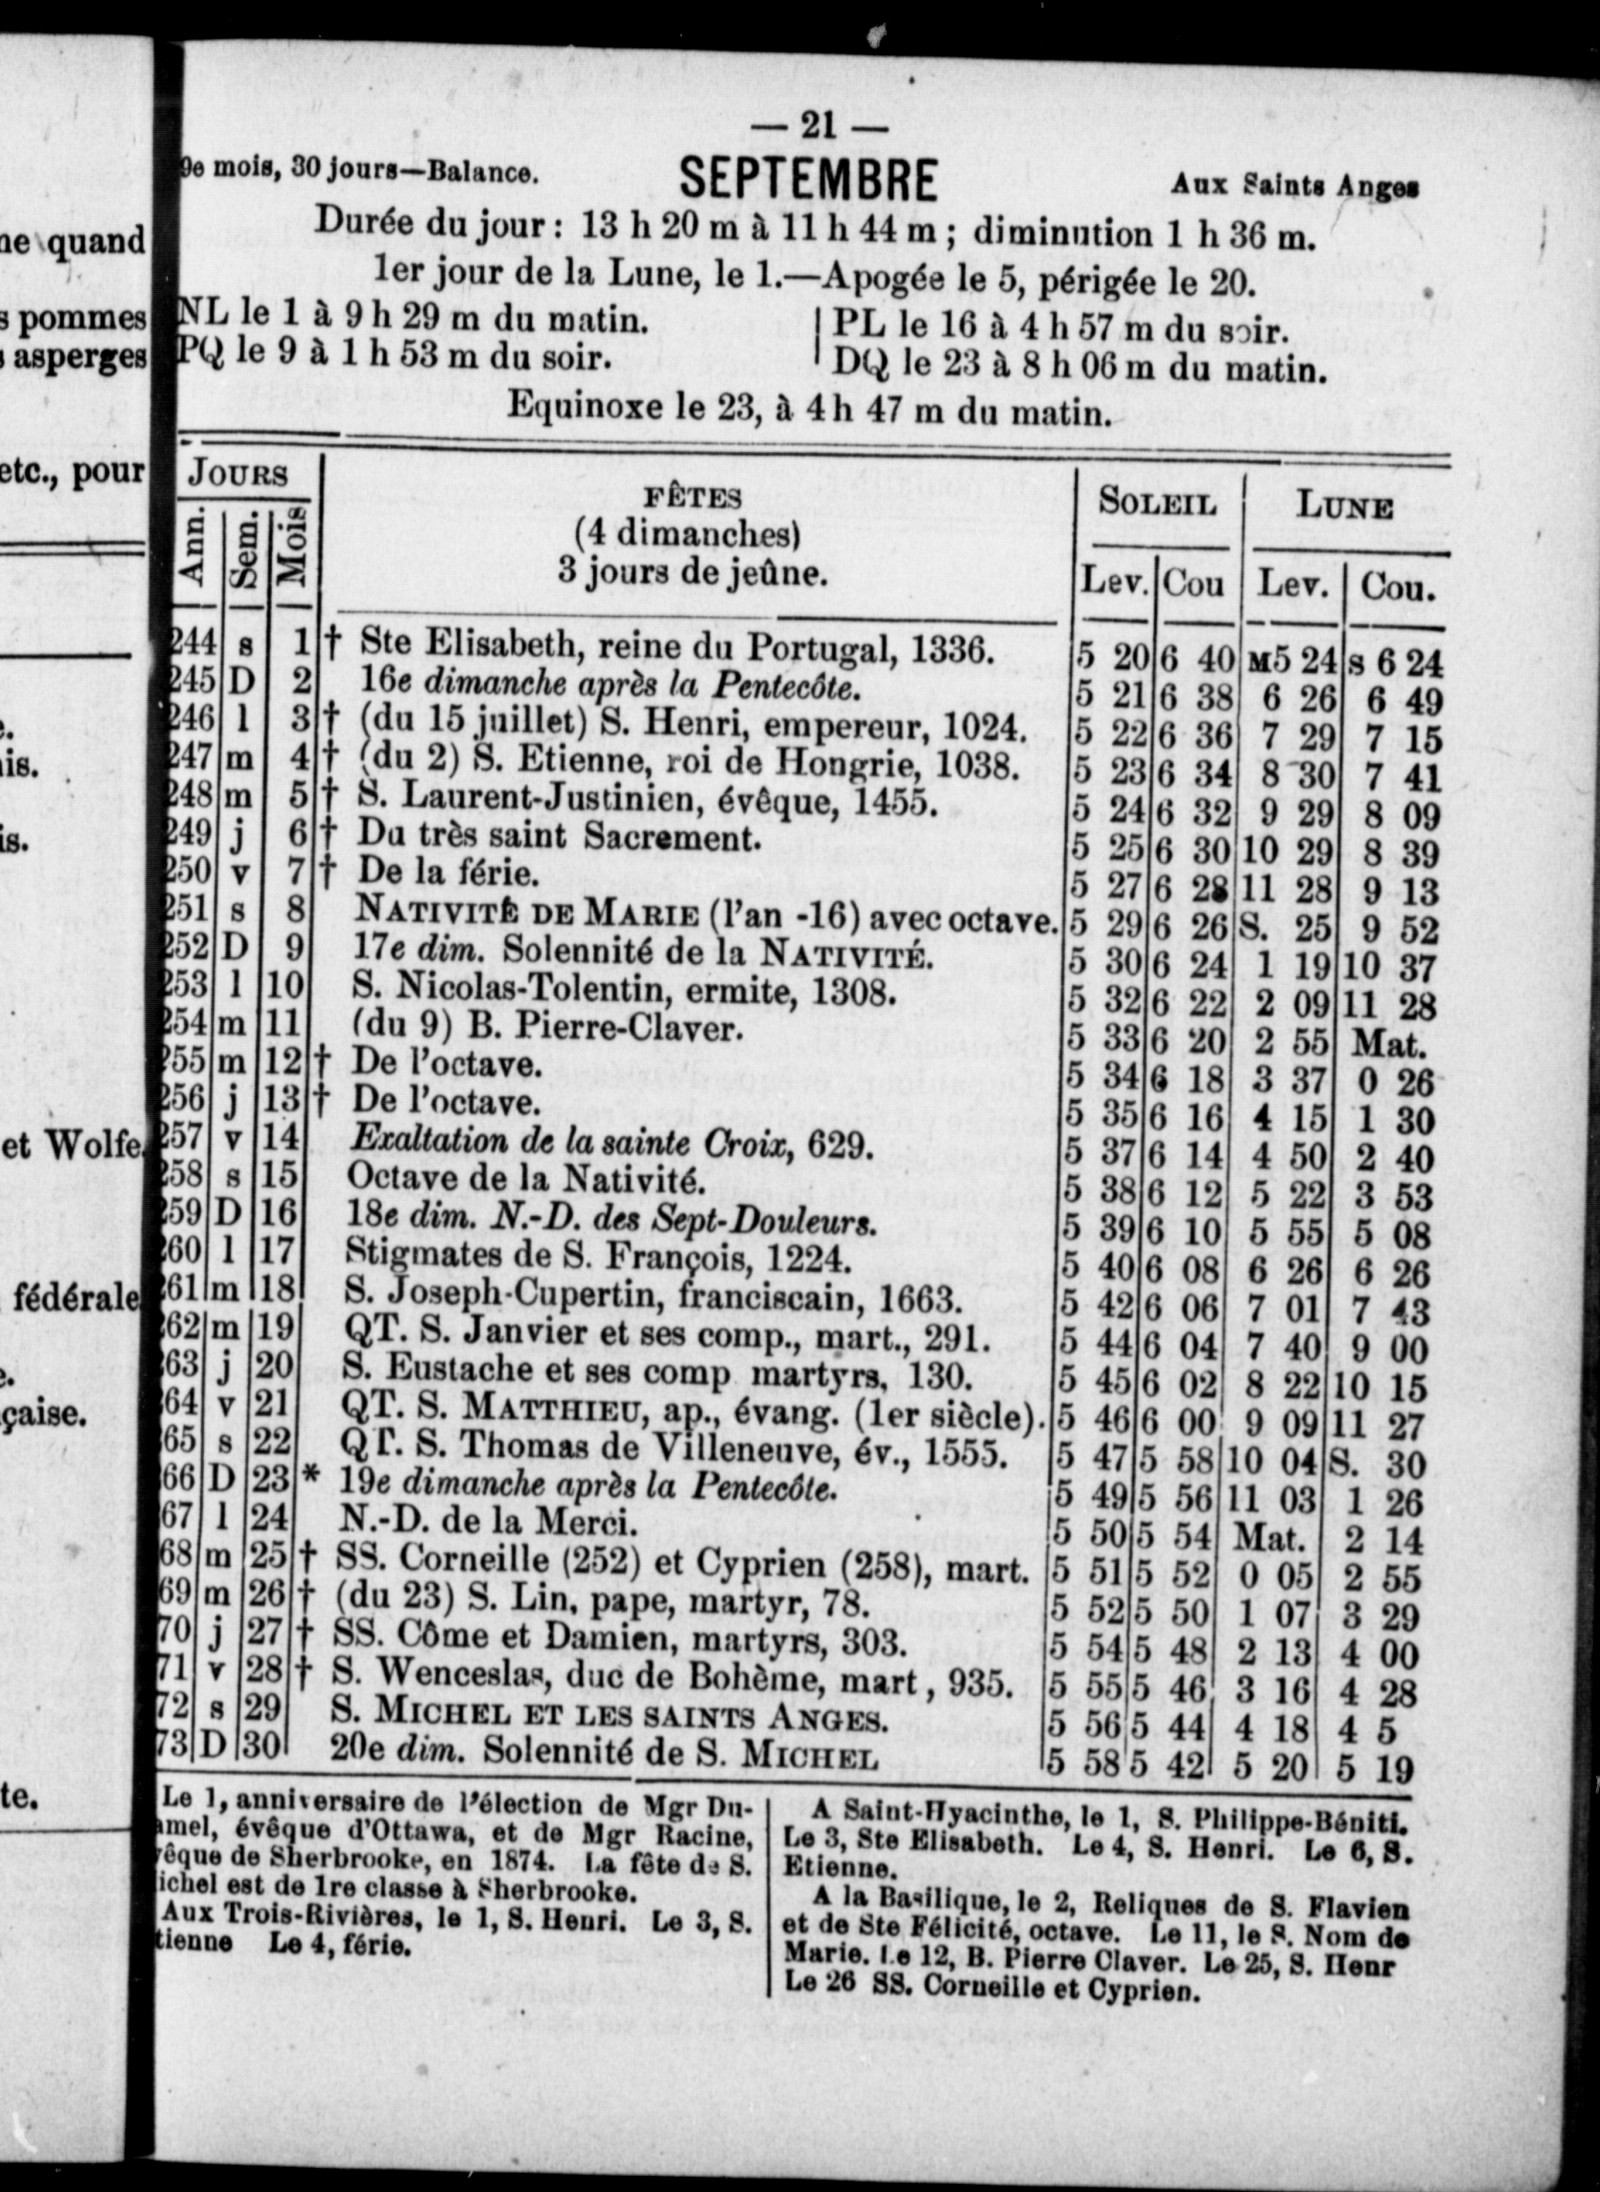 ne quand
s pommes
asperges
etc., pour
is.
is.
et Wolfe
fédérale
çaise.
te.
— 21 —
9e mois, 30 jours—Balance. SEPTEMBRE Aux Saints Anges
Durée du jour : 13 h 20 m à 11 h 44 m ; diminution 1 h 36 m.
1er jour de la Lune, le 1.—Apogée le 5, périgée le 20.
NL le 1 à 9 h 29 m du matin. | PL le 16 à 4 h 57 m du soir.
PQ le 9 à 1 h 53 m du soir. | DQ le 23 à 8 h 06 m du matin.
Equinoxe le 23, à 4 h 47 m du matin.
JOURS | FÊTES (4 dimanches) 3 jours de jeûne. | SOLEIL | LUNE
Ann. | Sem. | Mois | Lev. | Cou | Lev. | Cou.
244 s 1 † Ste Elisabeth, reine du Portugal, 1336. 5 20 6 40 M5 24 s 6 24
245 D 2 16e dimanche après la Pentecôte. 5 21 6 38 6 26 6 49
246 l 3 † (du 15 juillet) S. Henri, empereur, 1024. 5 22 6 36 7 29 7 15
247 m 4 † (du 2) S. Etienne, roi de Hongrie, 1038. 5 23 6 34 8 30 7 41
248 m 5 † S. Laurent-Justinien, évêque, 1455. 5 24 6 32 9 29 8 09
249 j 6 † Du très saint Sacrement. 5 25 6 30 10 29 8 39
250 v 7 † De la férie. 5 27 6 28 11 28 9 13
251 s 8 NATIVITÉ DE MARIE (l'an -16) avec octave. 5 29 6 26 S. 25 9 52
252 D 9 17e dim. Solennité de la NATIVITÉ. 5 30 6 24 1 19 10 37
253 l 10 S. Nicolas-Tolentin, ermite, 1308. 5 32 6 22 2 09 11 28
254 m 11 (du 9) B. Pierre-Claver. 5 33 6 20 2 55 Mat.
255 m 12 † De l'octave. 5 34 6 18 3 37 0 26
256 j 13 † De l'octave. 5 35 6 16 4 15 1 30
257 v 14 Exaltation de la sainte Croix, 629. 5 37 6 14 4 50 2 40
258 s 15 Octave de la Nativité. 5 38 6 12 5 22 3 53
259 D 16 18e dim. N.-D. des Sept-Douleurs. 5 39 6 10 5 55 5 08
60 l 17 Stigmates de S. François, 1224. 5 40 6 08 6 26 6 26
61 m 18 S. Joseph-Cupertin, franciscain, 1663. 5 42 6 06 7 01 7 43
62 m 19 QT. S. Janvier et ses comp., mart., 291. 5 44 6 04 7 40 9 00
63 j 20 S. Eustache et ses comp martyrs, 130. 5 45 6 02 8 22 10 15
64 v 21 QT. S. MATTHIEU, ap., évang. (1er siècle). 5 46 6 00 9 09 11 27
65 s 22 QT. S. Thomas de Villeneuve, év., 1555. 5 47 5 58 10 04 S. 30
66 D 23 * 19e dimanche après la Pentecôte. 5 49 5 56 11 03 1 26
67 l 24 N.-D. de la Merci. 5 50 5 54 Mat. 2 14
68 m 25 † SS. Corneille (252) et Cyprien (258), mart. 5 51 5 52 0 05 2 55
69 m 26 † (du 23) S. Lin, pape, martyr, 78. 5 52 5 50 1 07 3 29
70 j 27 † SS. Côme et Damien, martyrs, 303. 5 54 5 48 2 13 4 00
71 v 28 † S. Wenceslas, duc de Bohème, mart , 935. 5 55 5 46 3 16 4 28
72 s 29 S. MICHEL ET LES SAINTS ANGES. 5 56 5 44 4 18 4 5
73 D 30 20e dim. Solennité de S. MICHEL 5 58 5 42 5 20 5 19
Le 1, anniversaire de l'élection de Mgr Du-
amel, évêque d'Ottawa, et de Mgr Racine,
vêque de Sherbrooke, en 1874. La fête de S.
ichel est de 1re classe à Sherbrooke.
Aux Trois-Rivières, le 1, S. Henri. Le 3, S.
tienne Le 4, férie.
A Saint-Hyacinthe, le 1, S. Philippe-Béniti.
Le 3, Ste Elisabeth. Le 4, S. Henri. Le 6, S.
Etienne.
A la Basilique, le 2, Reliques de S. Flavien
et de Ste Félicité, octave. Le 11, le S. Nom de
Marie. Le 12, B. Pierre Claver. Le 25, S. Henr
Le 26 SS. Corneille et Cyprien.